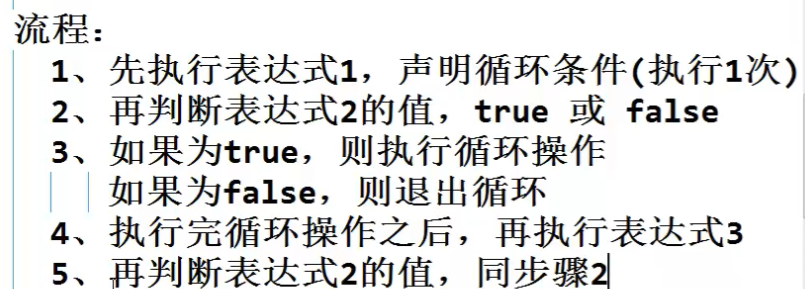 流程：
1、先执行表达式1，声明循环条件(执行1次)
2、再判断表达式2的值，true 或 false
3、如果为true，则执行循环操作
如果为false，则退出循环
4、执行完循环操作之后，再执行表达式3
5、再判断表达式2的值，同步骤2